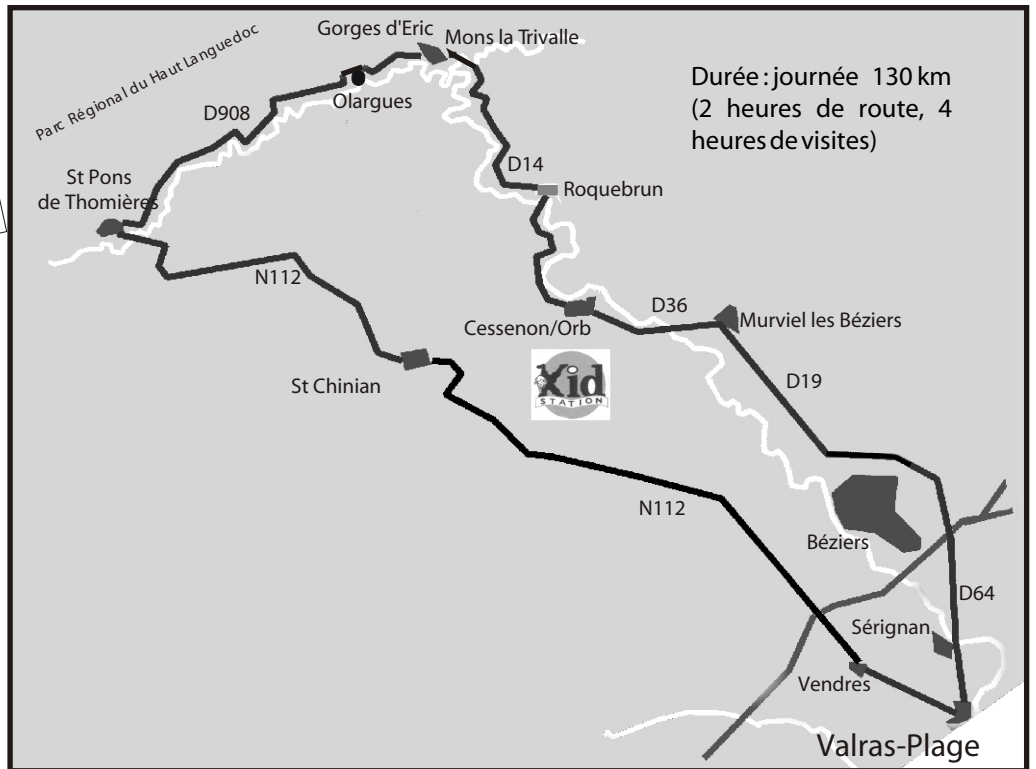 Gorges d'Eric
Mons la Trivalle
Parc Régional du Haut Languedoc
Durée : journée 130 km
(2 heures de route, 4
heures de visites)
Olargues
D908
D14
St Pons
de Thomières
Roquebrun
N112
D36
Cessenon/Orb
Murviel les Béziers
Kid
STATION
St Chinian
D19
N112
Béziers
D64
Sérignan
Vendres
Valras-Plage